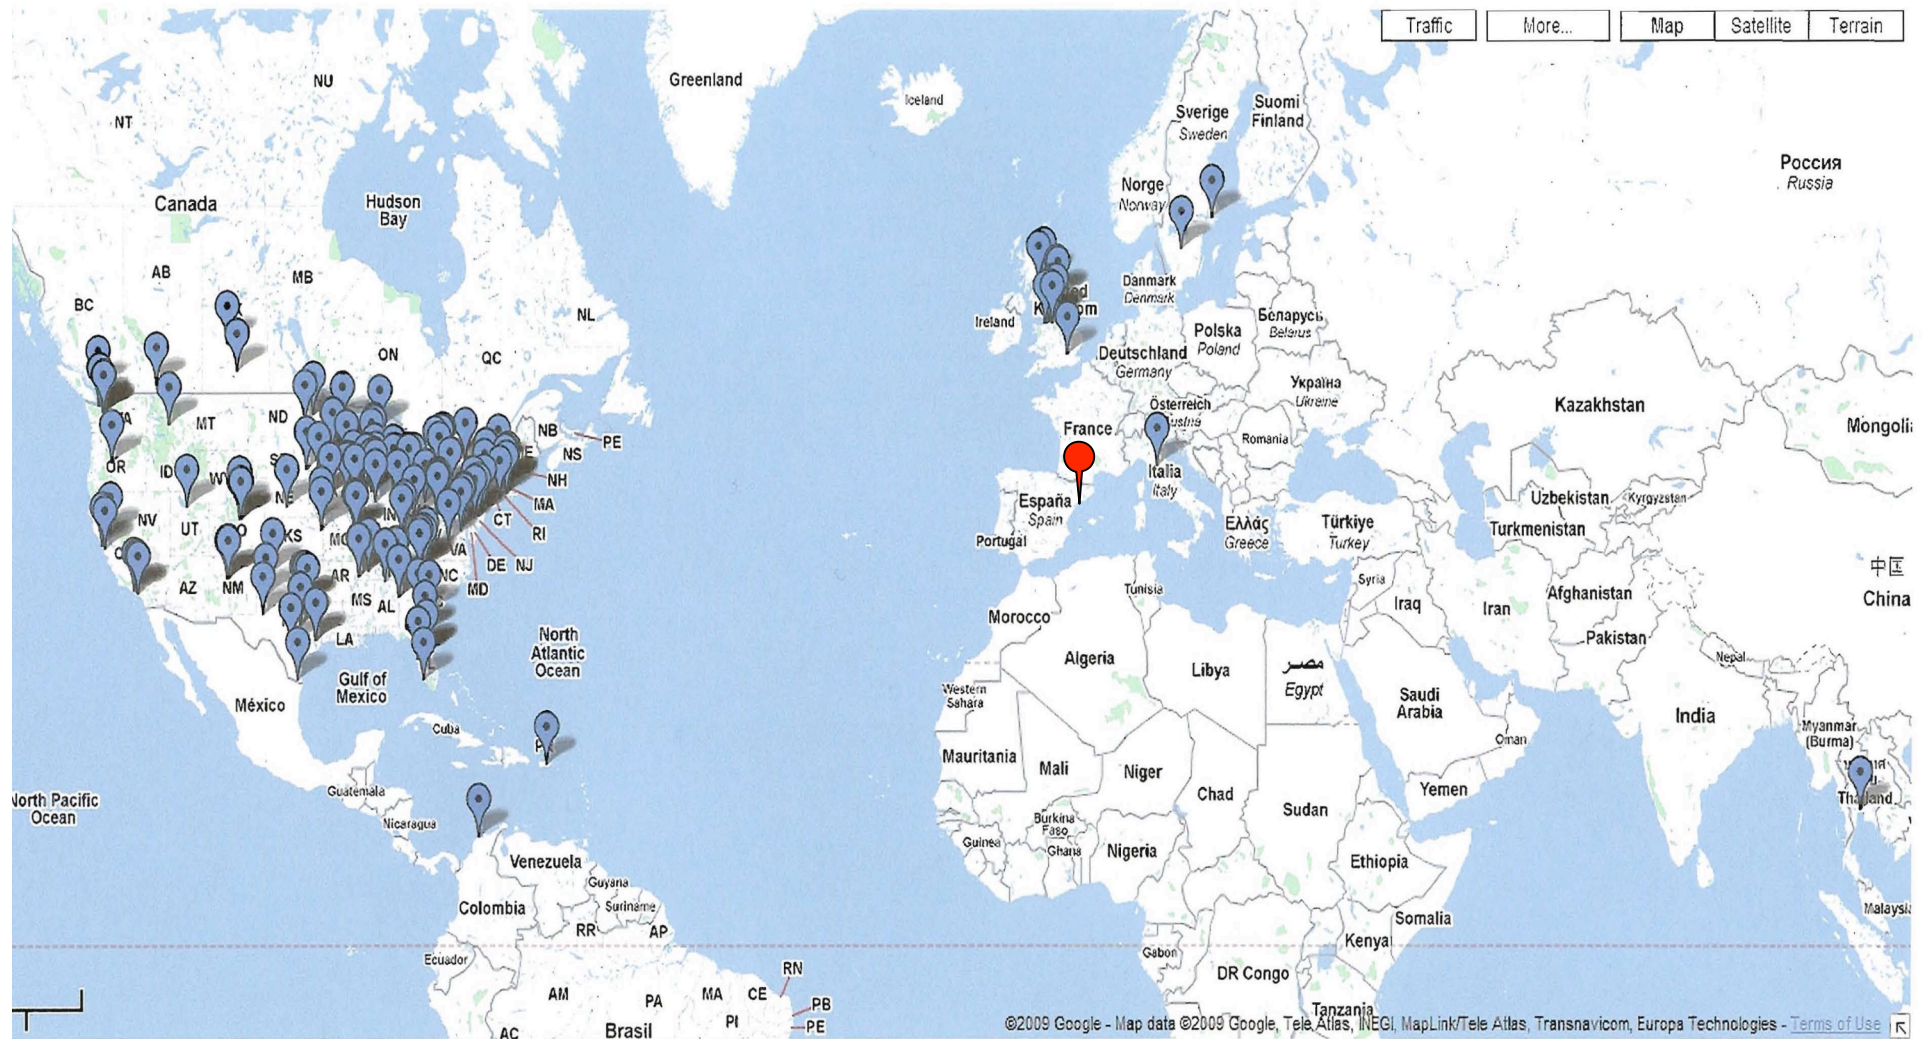 Traffic
More...
Map
Satellite
Terrain
Greenland
Iceland
NU
NT
Canada
Hudson
Bay
AB
MB
BC
NL
ON
QC
Sverige
Sweden
Suomi
Finland
Norge
Norway
Россия
Russia
Danmark
Denmark
Ireland
Polska
Poland
Беларусь
Belarus
Deutschland
Germany
Україна
Ukraine
Österreich
France
Romania
Italia
Italy
España
Spain
Portugal
Ελλάς
Greece
Türkiye
Turkey
Kazakhstan
Uzbekistan
Kyrgyzstan
Turkmenistan
MT
ND
NB
PE
NS
NH
MA
RI
CT
NJ
DE
MD
OR
ID
NV
UT
KS
AZ
NM
AR
MS
AL
LA
VA
NC
North
Atlantic
Ocean
Gulf of
Mexico
México
Cuba
Guatemala
Nicaragua
North Pacific
Ocean
Venezuela
Guyana
Suriname
Colombia
RR
AP
Ecuador
AM
PA
MA
CE
RN
PB
PE
PI
AC
Brasil
Morocco
Tunisia
Algeria
Libya
مصر
Egypt
Western
Sahara
Mauritania
Mali
Niger
Chad
Sudan
Burkina
Faso
Guinea
Ghana
Nigeria
Ethiopia
Somalia
Kenya
Gabon
DR Congo
Tanzania
Syria
Iraq
Iran
Afghanistan
Pakistan
Saudi
Arabia
Oman
Yemen
Nepal
India
Myanmar
(Burma)
Thailand
中国
China
©2009 Google - Map data ©2009 Google, Tele Atlas, INEGI, MapLink/Tele Atlas, Transnavicom, Europa Technologies - Terms of Use